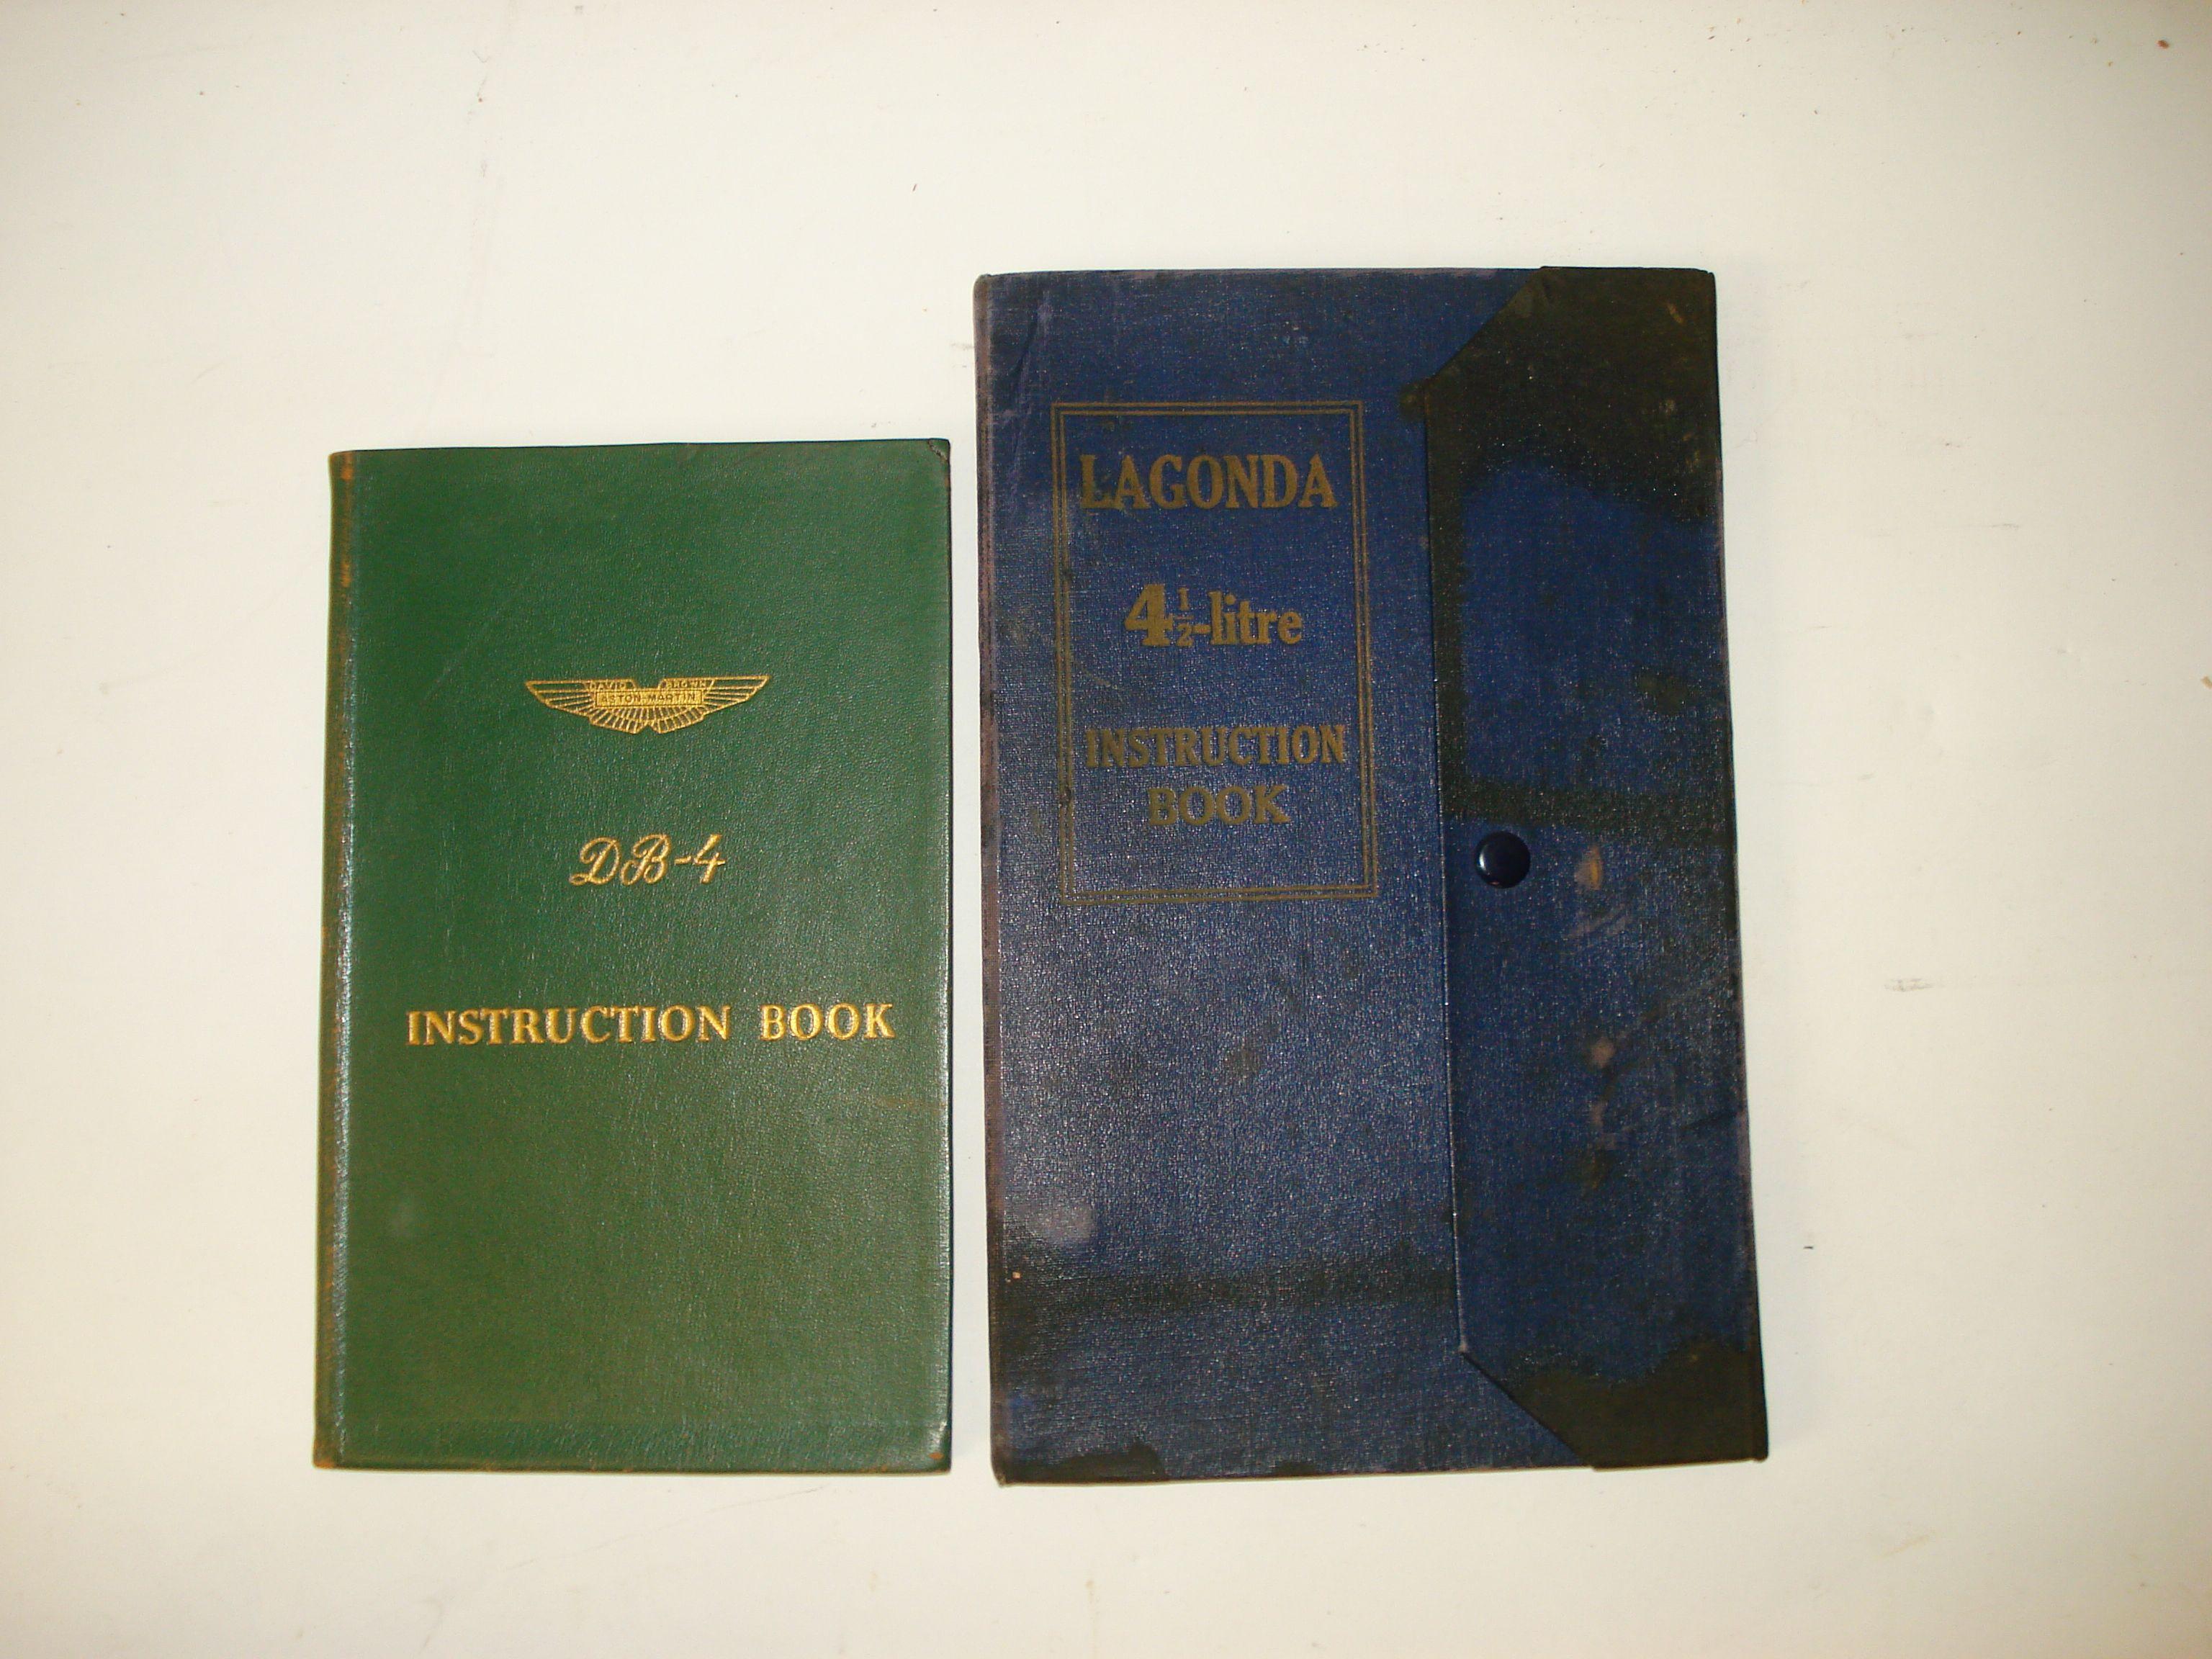 DAVID BROWN
ASTON MARTIN
DB-4
INSTRUCTION BOOK
LAGONDA
4½-litre
INSTRUCTION
BOOK